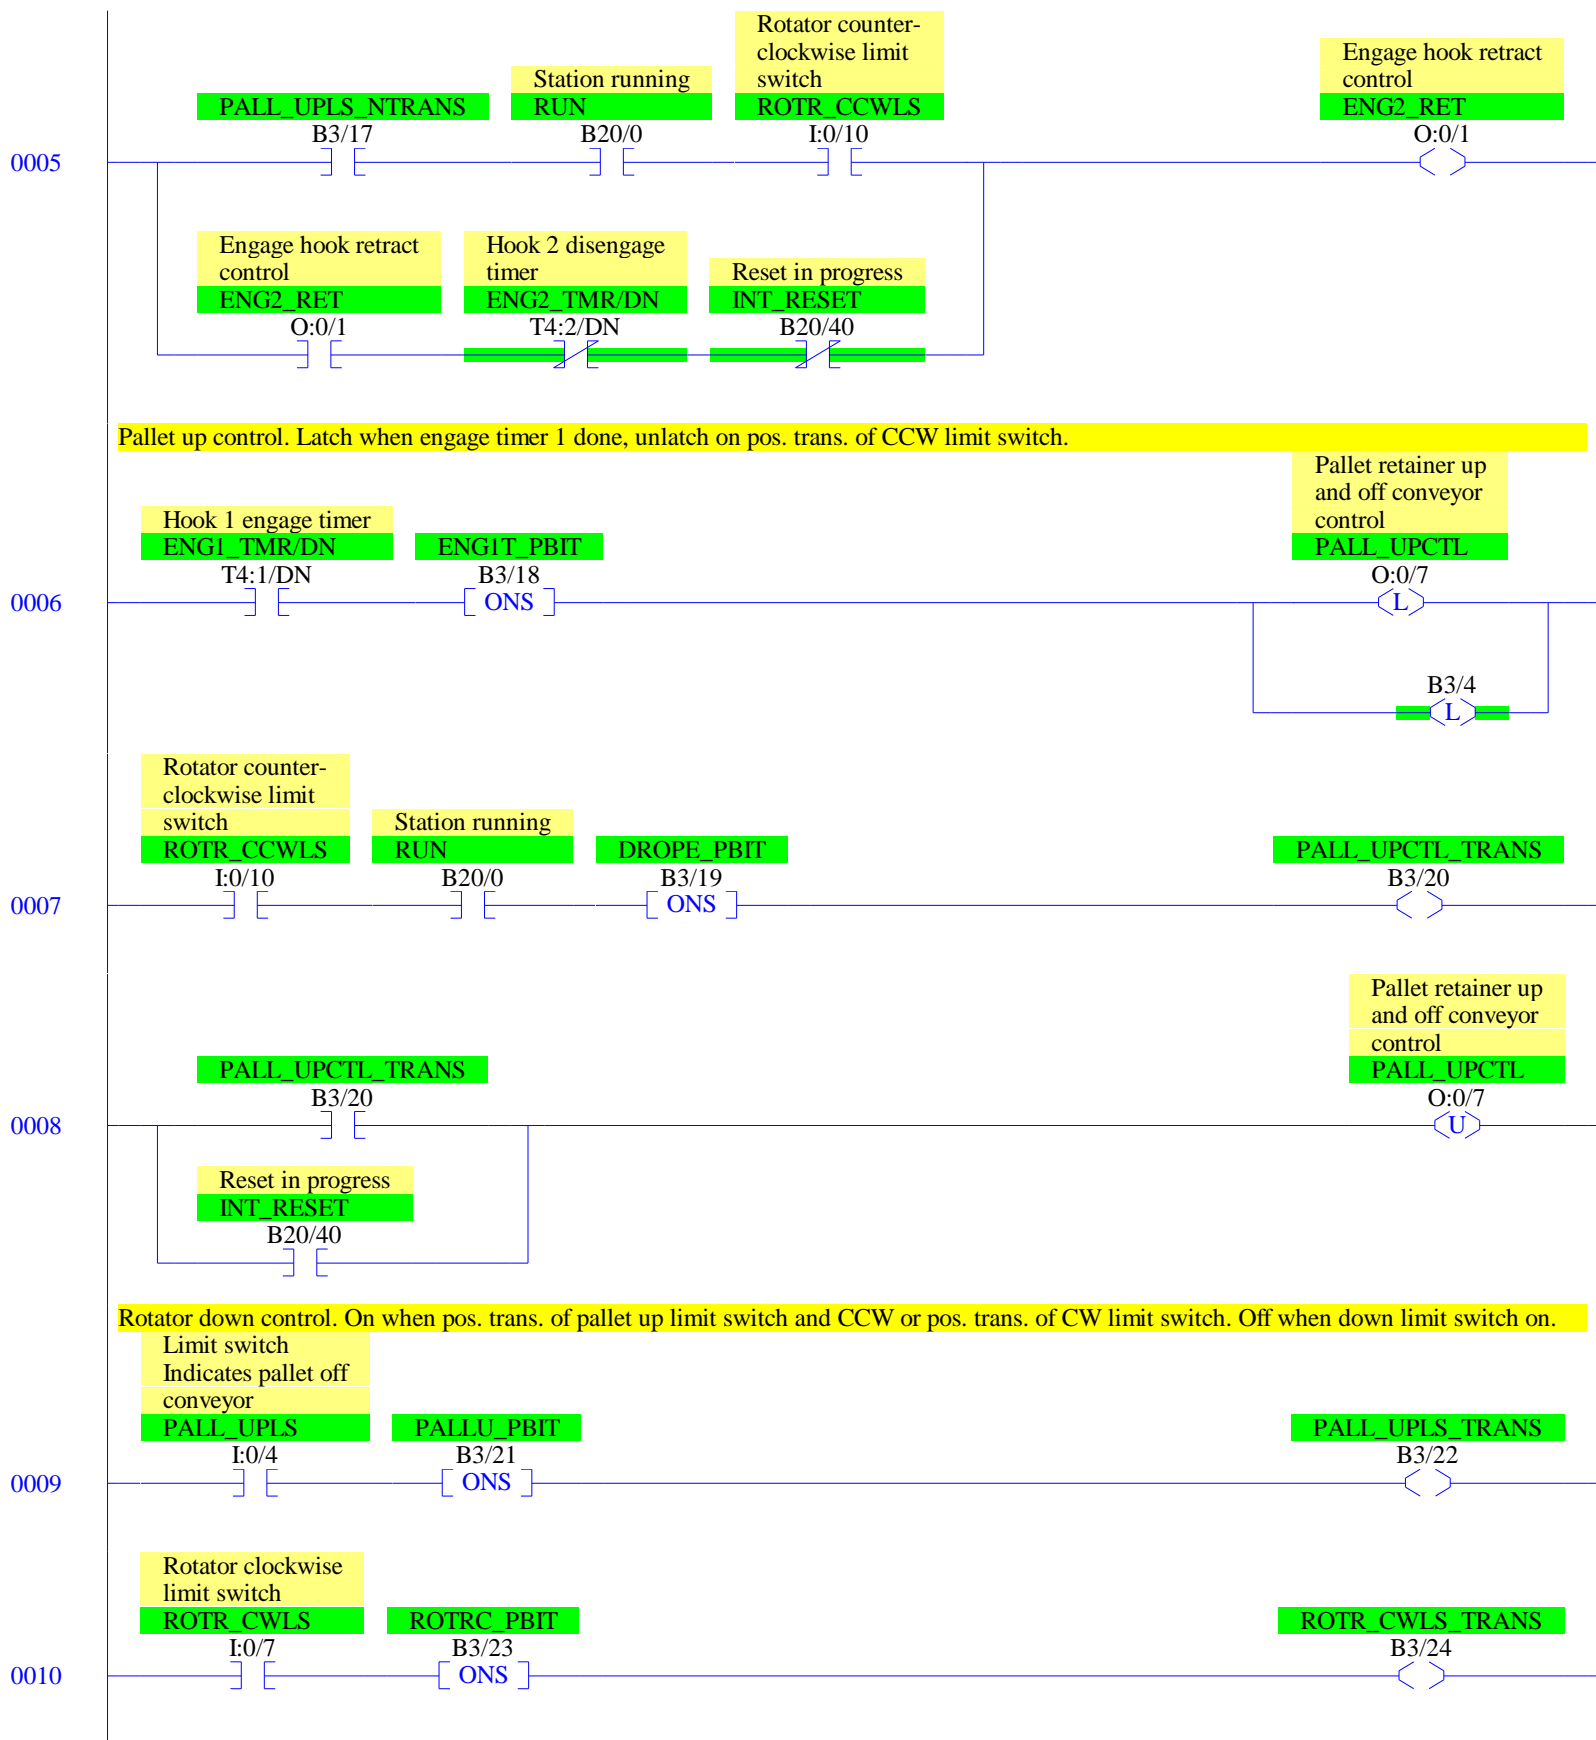 Rotator counter-
clockwise limit
switch
ROTR_CCWLS
I:0/10
Engage hook retract
control
ENG2_RET
O:0/1
Station running
RUN
B20/0
PALL_UPLS_NTRANS
B3/17
0005
Engage hook retract
control
ENG2_RET
O:0/1
Hook 2 disengage
timer
ENG2_TMR/DN
T4:2/DN
Reset in progress
INT_RESET
B20/40
Pallet up control. Latch when engage timer 1 done, unlatch on pos. trans. of CCW limit switch.
Hook 1 engage timer
ENG1_TMR/DN
T4:1/DN
ENG1T_PBIT
B3/18
ONS
Pallet retainer up
and off conveyor
control
PALL_UPCTL
O:0/7
L
0006
B3/4
L
Rotator counter-
clockwise limit
switch
ROTR_CCWLS
I:0/10
Station running
RUN
B20/0
DROPE_PBIT
B3/19
ONS
PALL_UPCTL_TRANS
B3/20
0007
Pallet retainer up
and off conveyor
control
PALL_UPCTL
O:0/7
U
PALL_UPCTL_TRANS
B3/20
0008
Reset in progress
INT_RESET
B20/40
Rotator down control. On when pos. trans. of pallet up limit switch and CCW or pos. trans. of CW limit switch. Off when down limit switch on.
Limit switch
Indicates pallet off
conveyor
PALL_UPLS
I:0/4
PALLU_PBIT
B3/21
ONS
PALL_UPLS_TRANS
B3/22
0009
Rotator clockwise
limit switch
ROTR_CWLS
I:0/7
ROTRC_PBIT
B3/23
ONS
ROTR_CWLS_TRANS
B3/24
0010